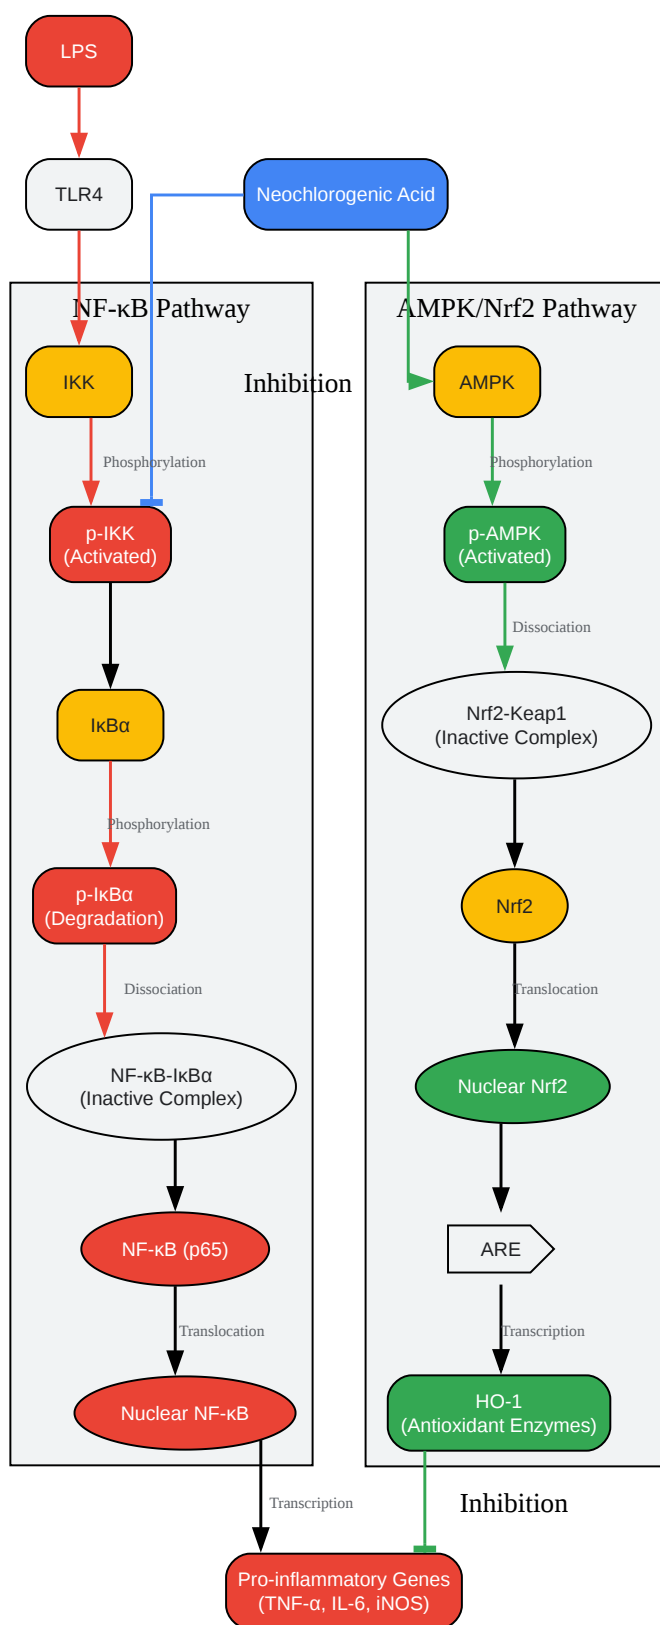 LPS
TLR4
Neochlorogenic Acid
NF-κB Pathway
AMPK/Nrf2 Pathway
IKK
Inhibition
AMPK
Phosphorylation
Phosphorylation
p-IKK
(Activated)
p-AMPK
(Activated)
Dissociation
IκBα
Nrf2-Keap1
(Inactive Complex)
Phosphorylation
p-IκBα
(Degradation)
Nrf2
Dissociation
Translocation
NF-κB-IκBα
(Inactive Complex)
Nuclear Nrf2
NF-κB (p65)
ARE
Translocation
Transcription
Nuclear NF-κB
HO-1
(Antioxidant Enzymes)
Transcription
Inhibition
Pro-inflammatory Genes
(TNF-α, IL-6, iNOS)